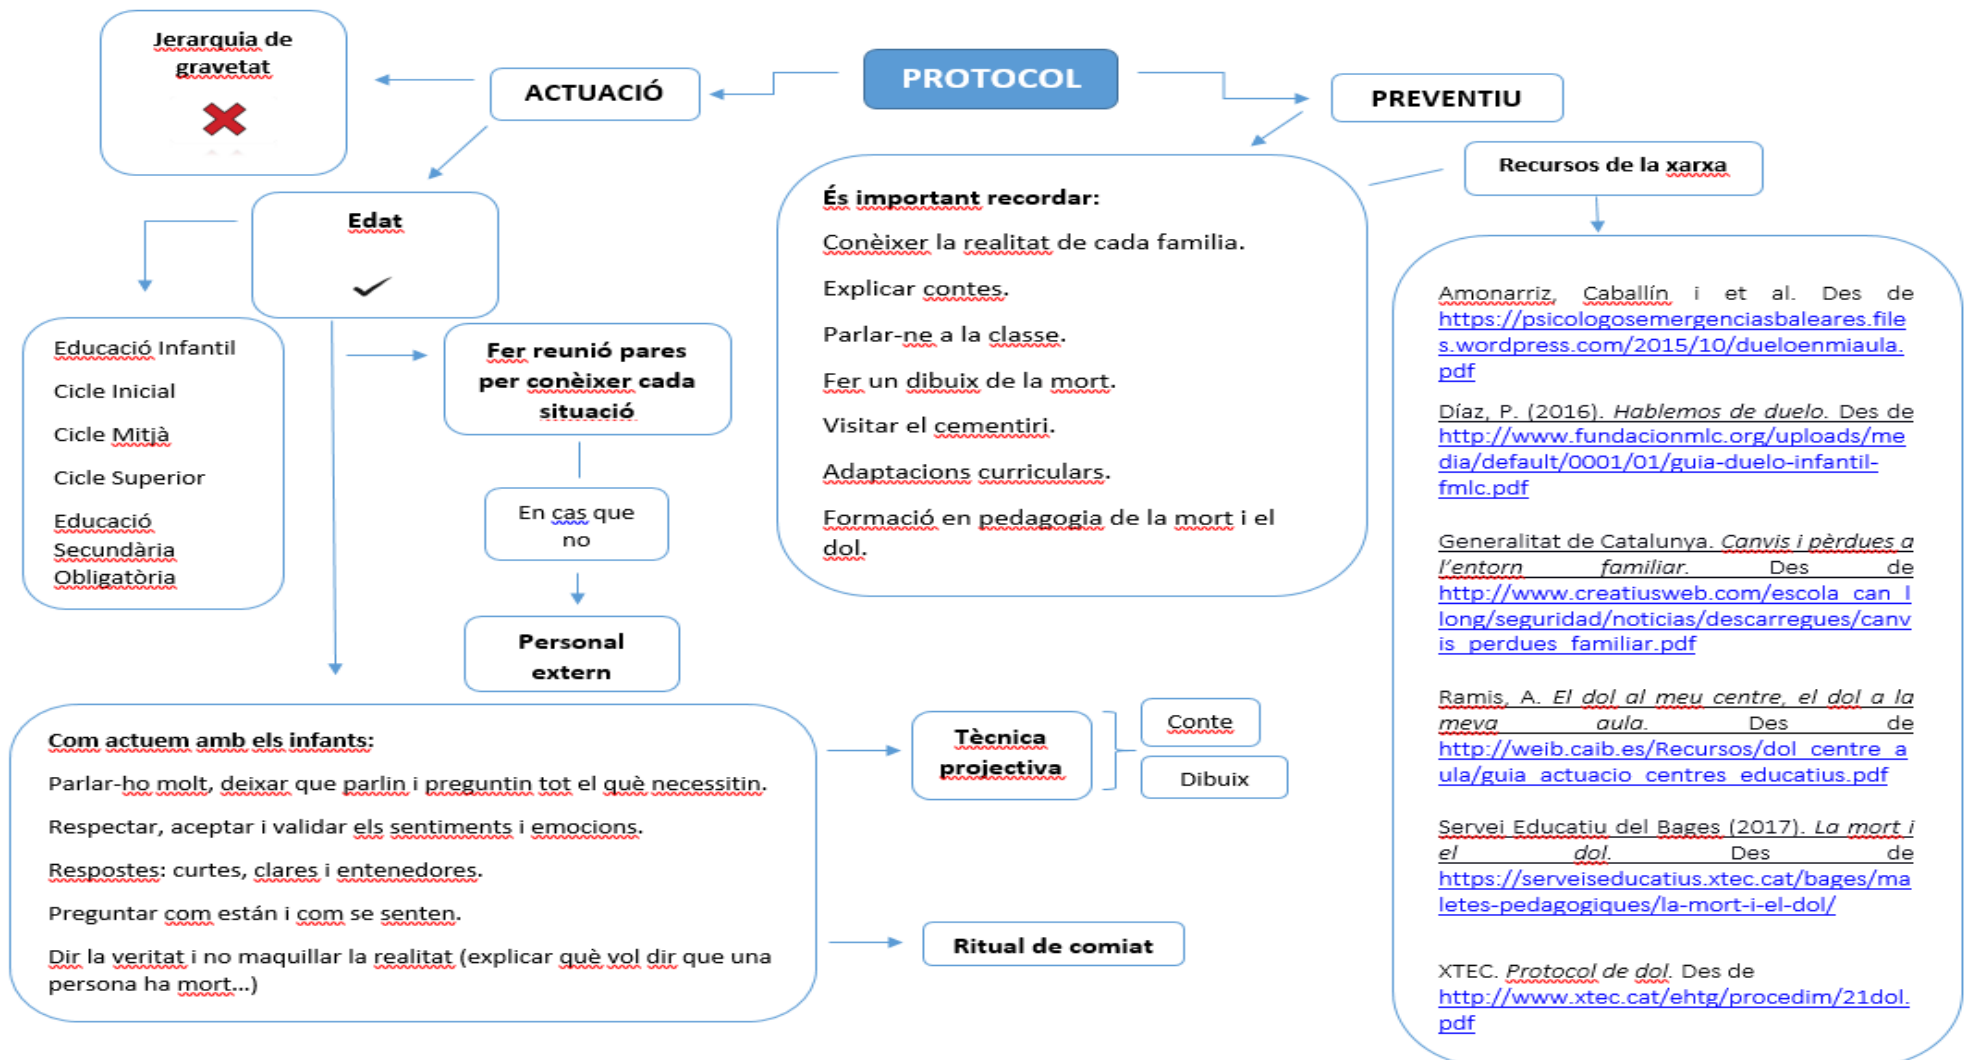 PROTOCOL
ACTUACIÓ
Jerarquia de
gravetat
Edat
Educació Infantil
Cicle Inicial
Cicle Mitjà
Cicle Superior
Educació
Secundària
Obligatòria
Fer reunió pares
per conèixer cada
situació
En cas que
no
Personal
extern
Com actuem amb els infants:
Parlar-ho molt, deixar que parlin i preguntin tot el què necessitin.
Respectar, aceptar i validar els sentiments i emocions.
Respostes: curtes, clares i entenedores.
Preguntar com están i com se senten.
Dir la veritat i no maquillar la realitat (explicar què vol dir que una
persona ha mort...)
Tècnica
projectiva
Conte
Dibuix
Ritual de comiat
PREVENTIU
És important recordar:
Conèixer la realitat de cada familia.
Explicar contes.
Parlar-ne a la classe.
Fer un dibuix de la mort.
Visitar el cementiri.
Adaptacions curriculars.
Formació en pedagogia de la mort i el
dol.
Recursos de la xarxa
Amonarriz, Caballín i et al. Des de
https://psicologosemergenciasbaleares.file
s.wordpress.com/2015/10/dueloenmiaula.
pdf
Díaz, P. (2016). Hablemos de duelo. Des de
http://www.fundacionmlc.org/uploads/me
dia/default/0001/01/guia-duelo-infantil-
fmlc.pdf
Generalitat de Catalunya. Canvis i pèrdues a
l'entorn familiar. Des de
http://www.creatiusweb.com/escola_can_l
long/seguridad/noticias/descarregues/canv
is_perdues_familiar.pdf
Ramis, A. El dol al meu centre, el dol a la
meva aula. Des de
http://weib.caib.es/Recursos/dol_centre_a
ula/guia_actuacio_centres_educatius.pdf
Servei Educatiu del Bages (2017). La mort i
el dol. Des de
https://serveiseducatius.xtec.cat/bages/ma
letes-pedagogiques/la-mort-i-el-dol/
XTEC. Protocol de dol. Des de
http://www.xtec.cat/ehtg/procedim/21dol.
pdf